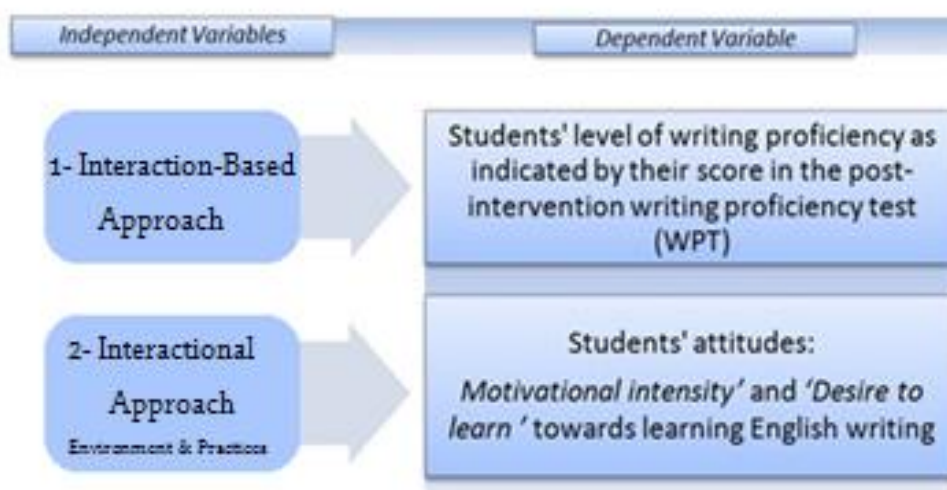 Independent Variables
Dependent Variable
1- Interaction-Based
Approach
Students' level of writing proficiency as
indicated by their score in the post-
intervention writing proficiency test
(WPT)
2- Interactional
Approach
Environment & Practices
Students' attitudes:
Motivational intensity' and 'Desire to
learn ' towards learning English writing